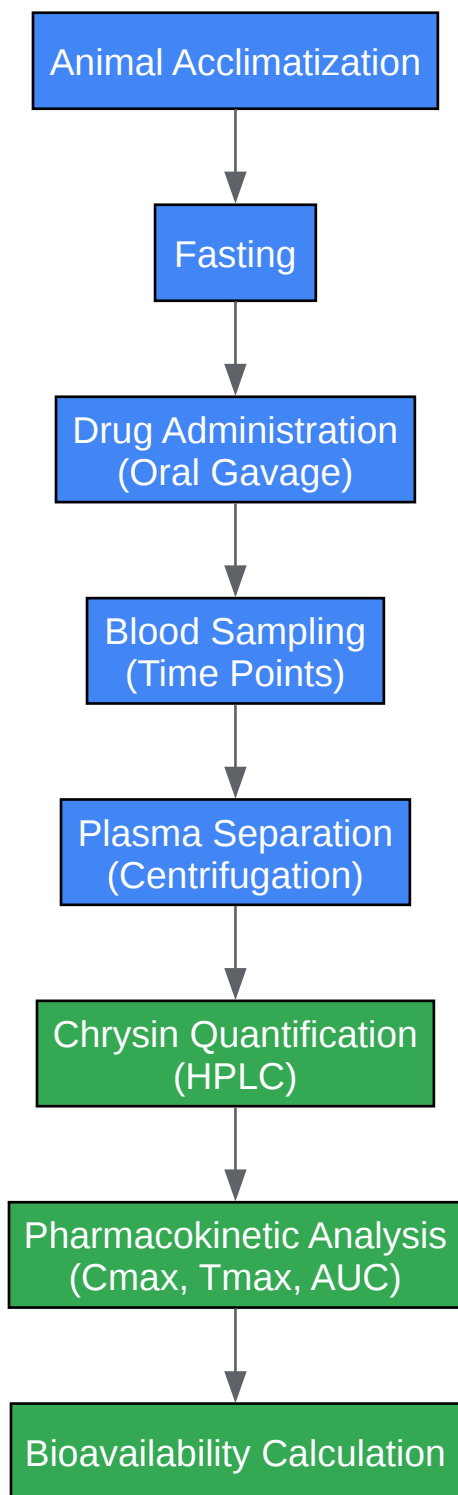 Animal Acclimatization
Fasting
Drug Administration
(Oral Gavage)
Blood Sampling
(Time Points)
Plasma Separation
(Centrifugation)
Chrysin Quantification
(HPLC)
Pharmacokinetic Analysis
(Cmax, Tmax, AUC)
Bioavailability Calculation